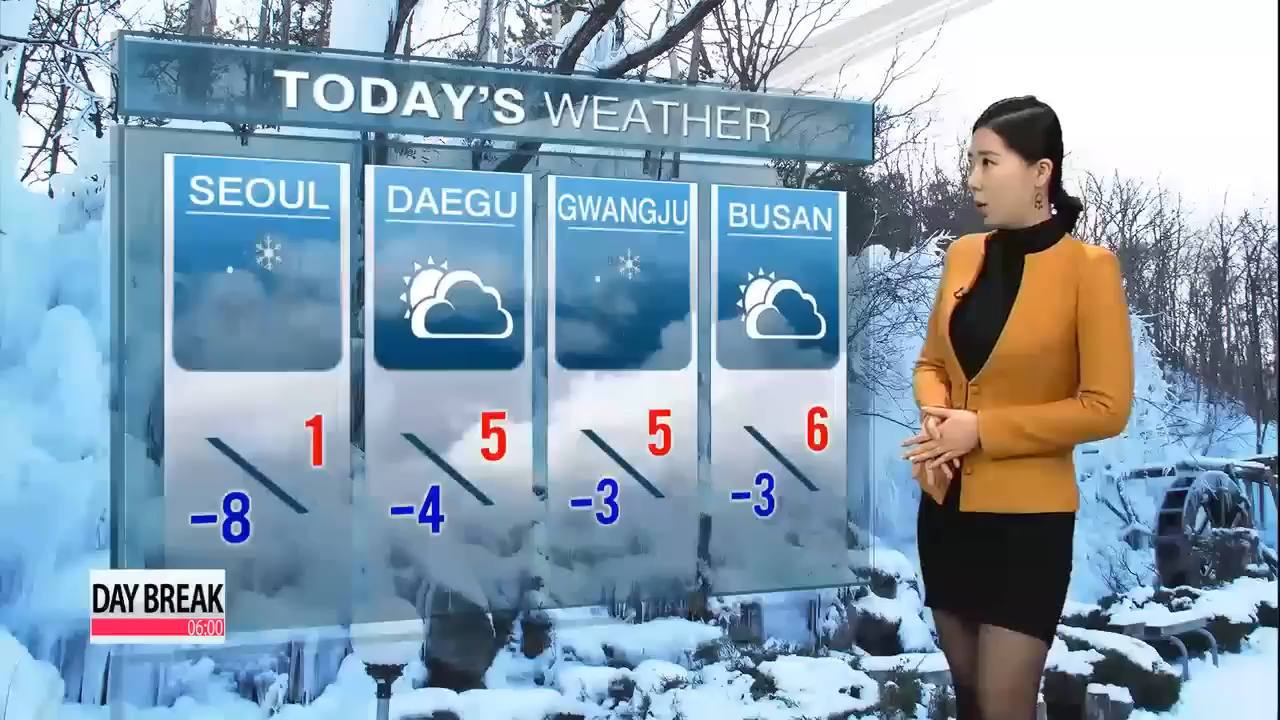 TODAY'S WEATHER
SEOUL
DAEGU
GWANGJU
BUSAN
1
-8
5
-4
5
-3
6
-3
DAY BREAK
06:00